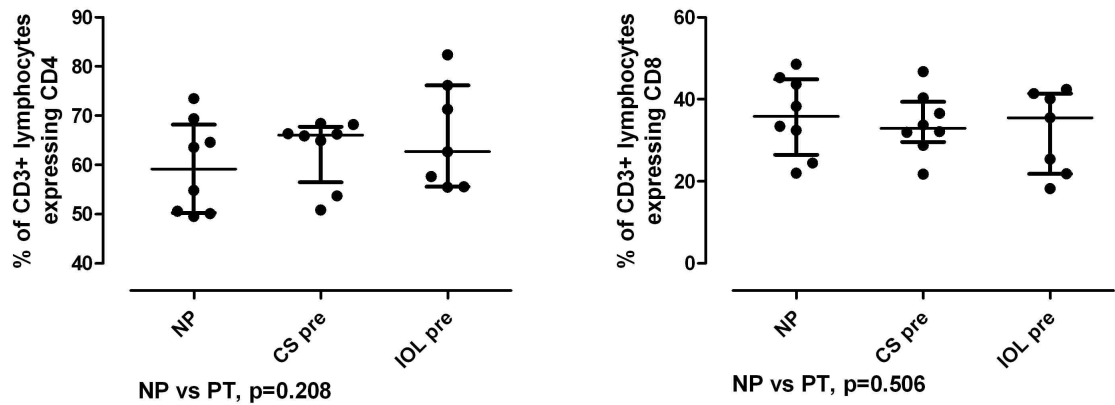 % of CD3+ lymphocytes
expressing CD4
90
80
70
60
50
40
NP
CS pre
IOL pre
NP vs PT, p=0.208
% of CD3+ lymphocytes
expressing CD8
60
40
20
0
NP
CS pre
IOL pre
NP vs PT, p=0.506